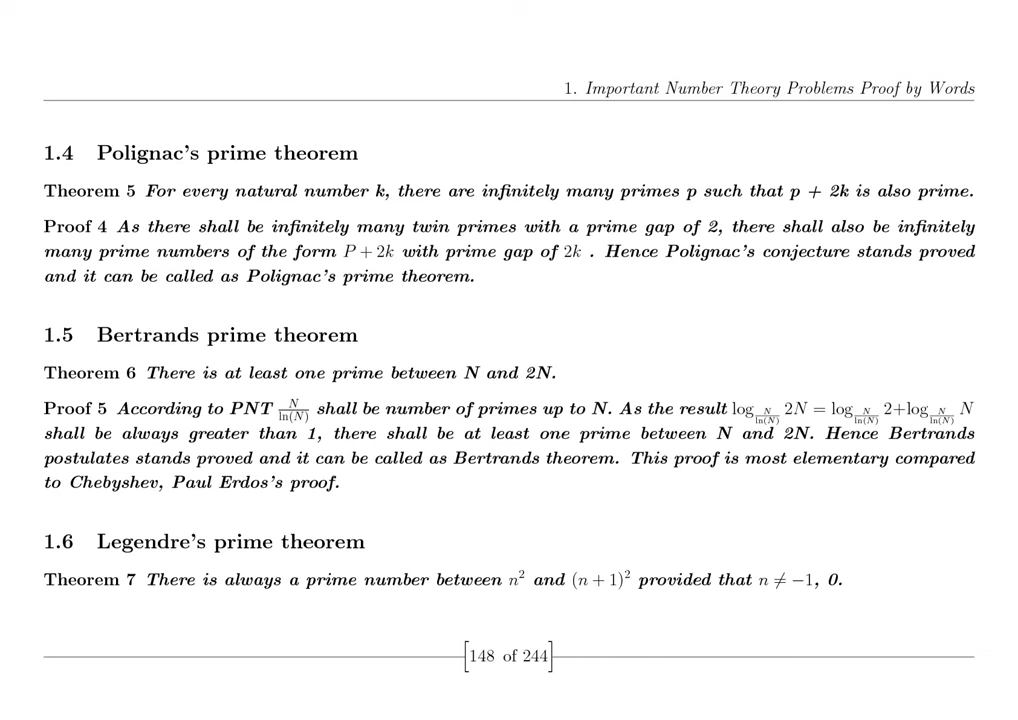 1. Important Number Theory Problems Proof by Words
1.4 Polignac's prime theorem
Theorem 5 For every natural number k, there are infinitely many primes p such that p + 2k is also prime.
Proof 4 As there shall be infinitely many twin primes with a prime gap of 2, there shall also be infinitely
many prime numbers of the form P + 2k with prime gap of 2k . Hence Polignac's conjecture stands proved
and it can be called as Polignac's prime theorem.
1.5 Bertrands prime theorem
Theorem 6 There is at least one prime between N and 2N.
Proof 5 According to PNT \frac{N}{\ln(N)} shall be number of primes up to N. As the result \log_{\frac{N}{\ln(N)}} 2N = \log_{\frac{N}{\ln(N)}} 2+\log_{\frac{N}{\ln(N)}} N
shall be always greater than 1, there shall be at least one prime between N and 2N. Hence Bertrands
postulates stands proved and it can be called as Bertrands theorem. This proof is most elementary compared
to Chebyshev, Paul Erdos's proof.
1.6 Legendre's prime theorem
Theorem 7 There is always a prime number between n² and (n + 1)² provided that n ≠ −1, 0.
[148 of 244]